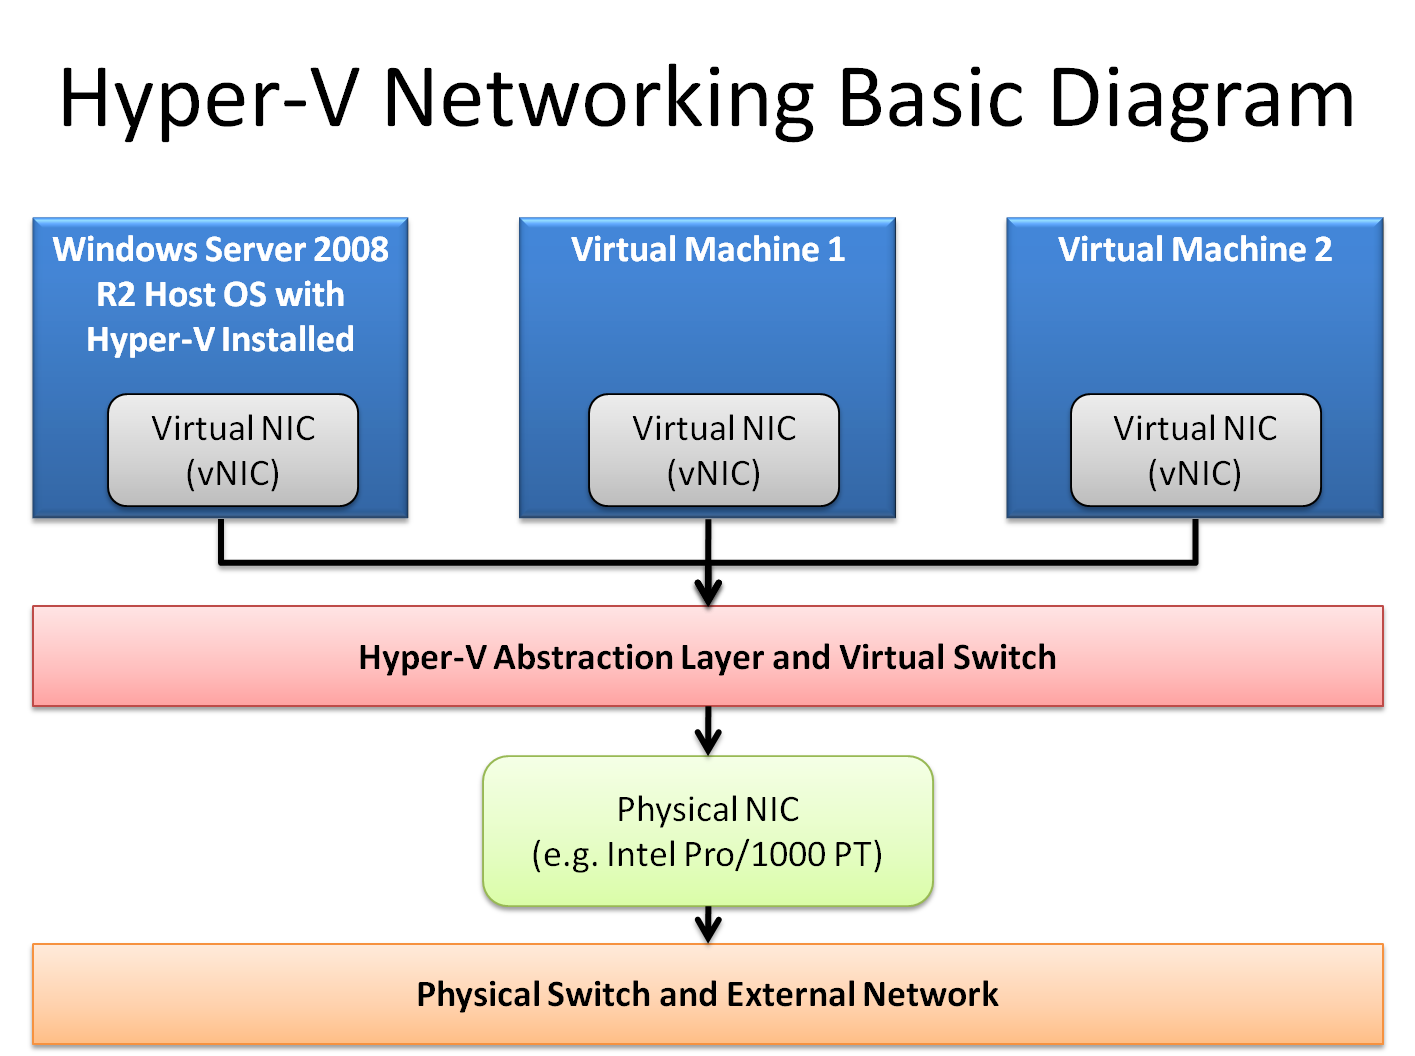 Hyper-V Networking Basic Diagram
Windows Server 2008
R2 Host OS with
Hyper-V Installed
Virtual NIC
(vNIC)
Virtual Machine 1
Virtual NIC
(vNIC)
Virtual Machine 2
Virtual NIC
(vNIC)
Hyper-V Abstraction Layer and Virtual Switch
Physical NIC
(e.g. Intel Pro/1000 PT)
Physical Switch and External Network